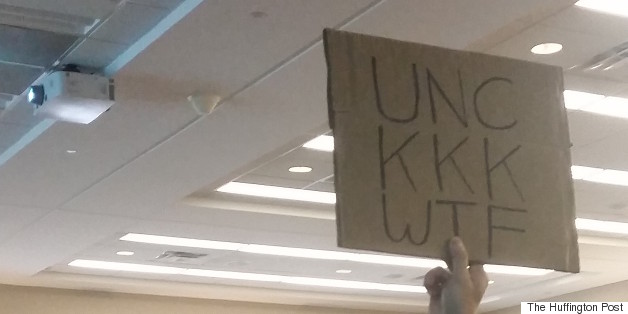 UNC
KKK
WTF
The Huffington Post